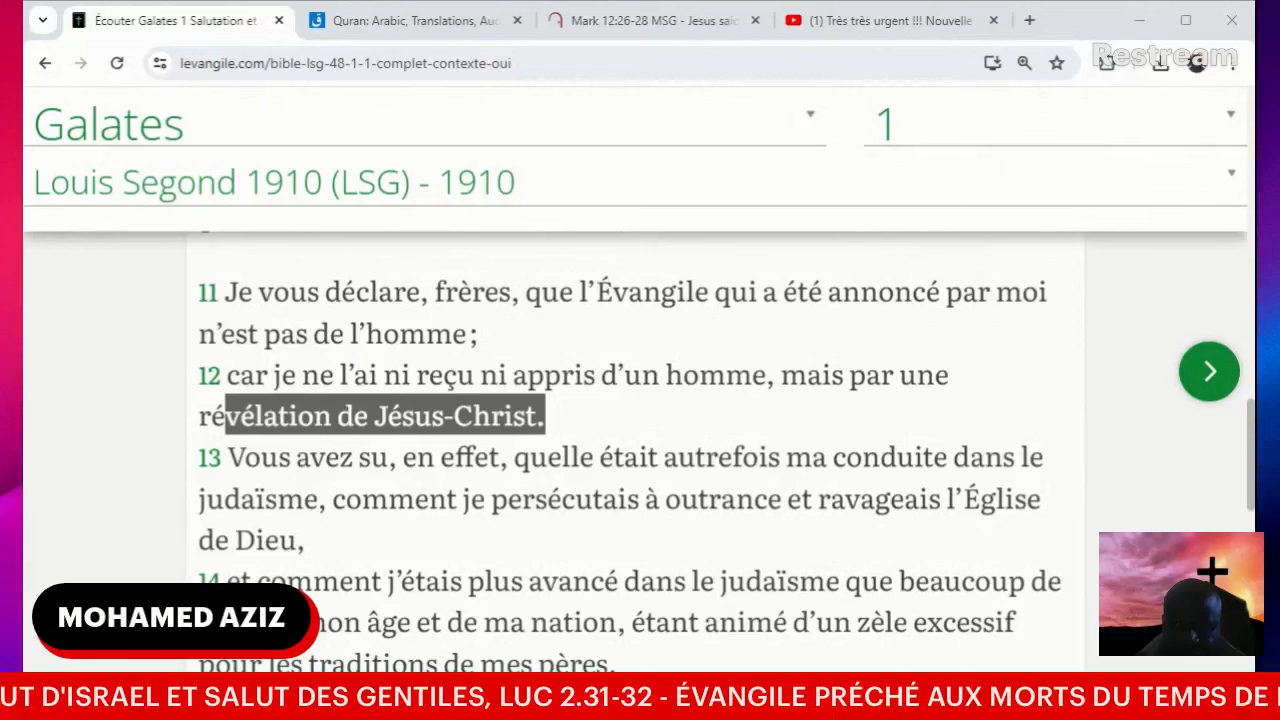 Écouter Galates 1 Salutation et
Quran: Arabic, Translations, Auc
Mark 12:26-28 MSG - Jesus saic
(1) Très très urgent !!! Nouvelle
levangile.com/bible-lsg-48-1-1-complet-contexte-oui
Restream
Galates
1
Louis Segond 1910 (LSG) - 1910
11 Je vous déclare, frères, que l’Évangile qui a été annoncé par moi
n’est pas de l’homme ;
12 car je ne l’ai ni reçu ni appris d’un homme, mais par une
révélation de Jésus-Christ.
13 Vous avez su, en effet, quelle était autrefois ma conduite dans le
judaïsme, comment je persécutais à outrance et ravageais l’Église
de Dieu,
14 et comment j’étais plus avancé dans le judaïsme que beaucoup de
mon âge et de ma nation, étant animé d’un zèle excessif
pour les traditions de mes pères.
MOHAMED AZIZ
UT D'ISRAEL ET SALUT DES GENTILES, LUC 2.31-32 - ÉVANGILE PRÉCHÉ AUX MORTS DU TEMPS DE